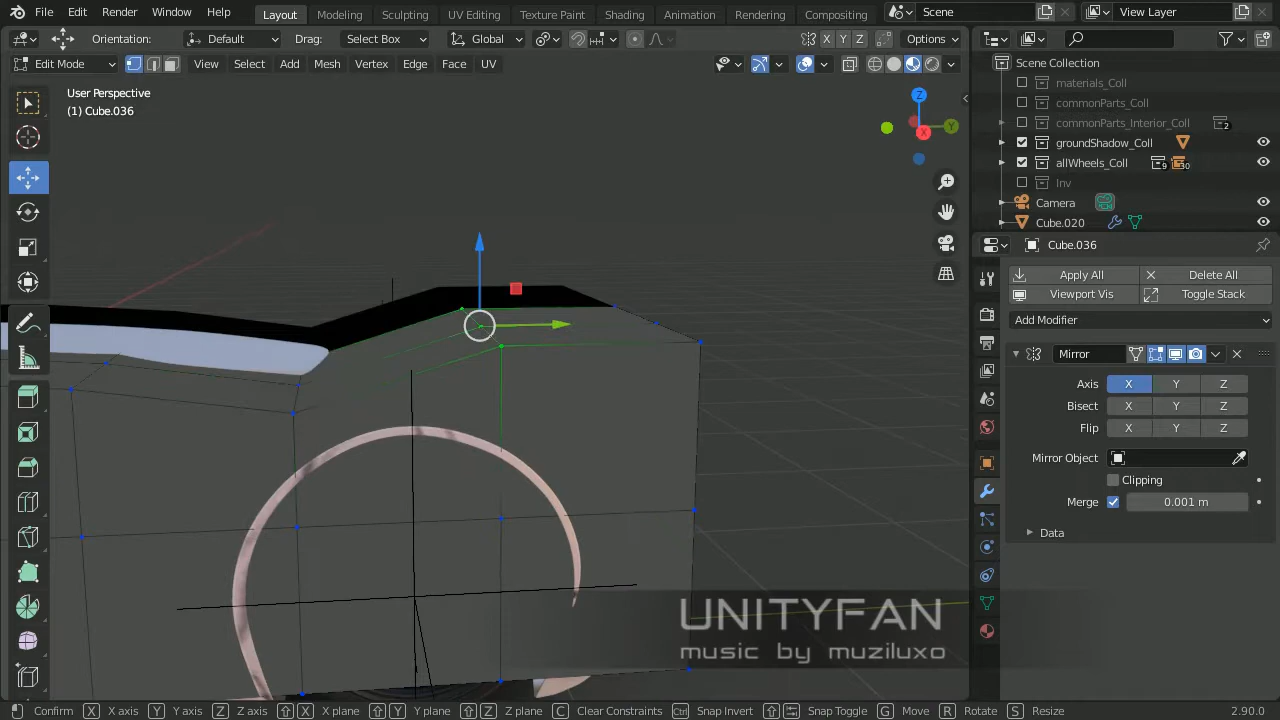 File Edit Render Window Help Layout Modeling Sculpting UV Editing Texture Paint Shading Animation Rendering Compositing Scene View Layer
Orientation: Default Drag: Select Box Global X Y Z Options
Edit Mode View Select Add Mesh Vertex Edge Face UV
User Perspective
(1) Cube.036
Z
Y
X
Scene Collection
materials_Coll
commonParts_Coll
commonParts_Interior_Coll 2
groundShadow_Coll
allWheels_Coll 9 30
Inv
Camera
Cube.020
Cube.036
Apply All Delete All
Viewport Vis Toggle Stack
Add Modifier
Mirror
Axis X Y Z
Bisect X Y Z
Flip X Y Z
Mirror Object
Clipping
Merge 0.001 m
Data
UNITYFAN
music by muziluxo
Confirm X X axis Y Y axis Z Z axis X X plane Y Y plane Z Z plane C Clear Constraints Ctrl Snap Invert Snap Toggle G Move R Rotate S Resize 2.90.0